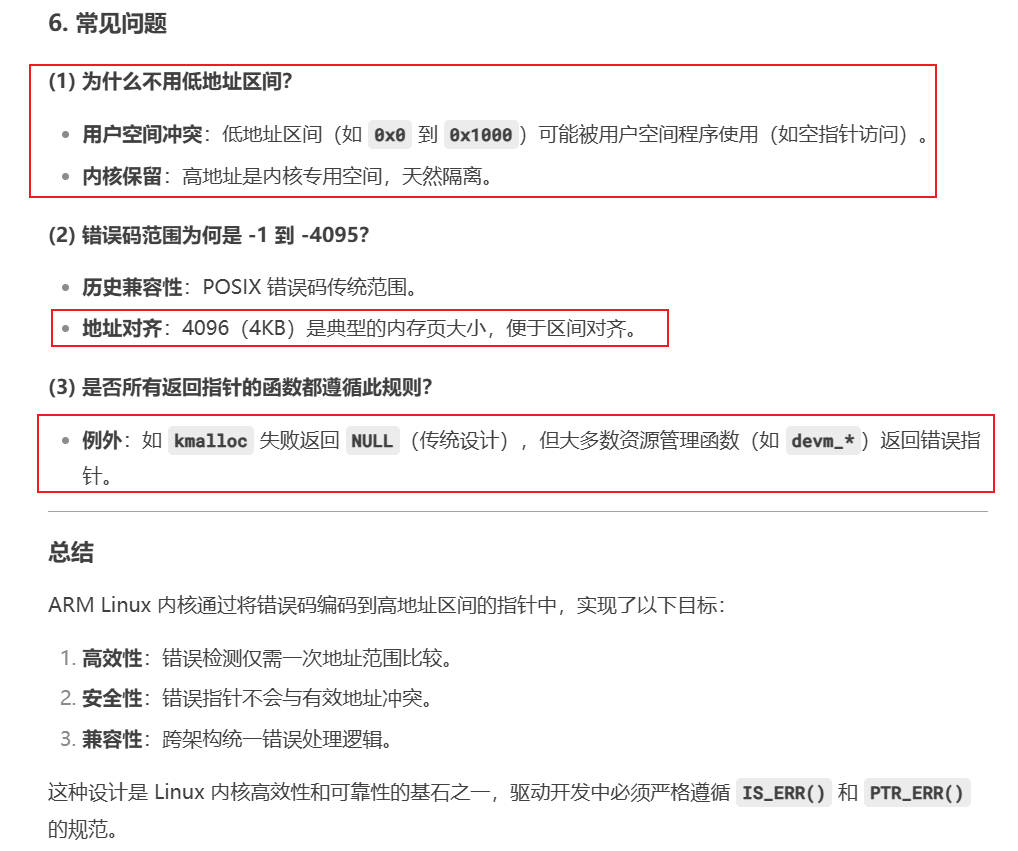 6. 常见问题
(1) 为什么不用低地址区间？
• 用户空间冲突：低地址区间（如 0x0 到 0x1000）可能被用户空间程序使用（如空指针访问）。
• 内核保留：高地址是内核专用空间，天然隔离。
(2) 错误码范围为何是 -1 到 -4095？
• 历史兼容性：POSIX 错误码传统范围。
• 地址对齐：4096（4KB）是典型的内存页大小，便于区间对齐。
(3) 是否所有返回指针的函数都遵循此规则？
• 例外：如 kmalloc 失败返回 NULL（传统设计），但大多数资源管理函数（如 devm_*）返回错误指
针。
总结
ARM Linux 内核通过将错误码编码到高地址区间的指针中，实现了以下目标：
1. 高效性：错误检测仅需一次地址范围比较。
2. 安全性：错误指针不会与有效地址冲突。
3. 兼容性：跨架构统一错误处理逻辑。
这种设计是 Linux 内核高效性和可靠性的基石之一，驱动开发中必须严格遵循 IS_ERR() 和 PTR_ERR()
的规范。